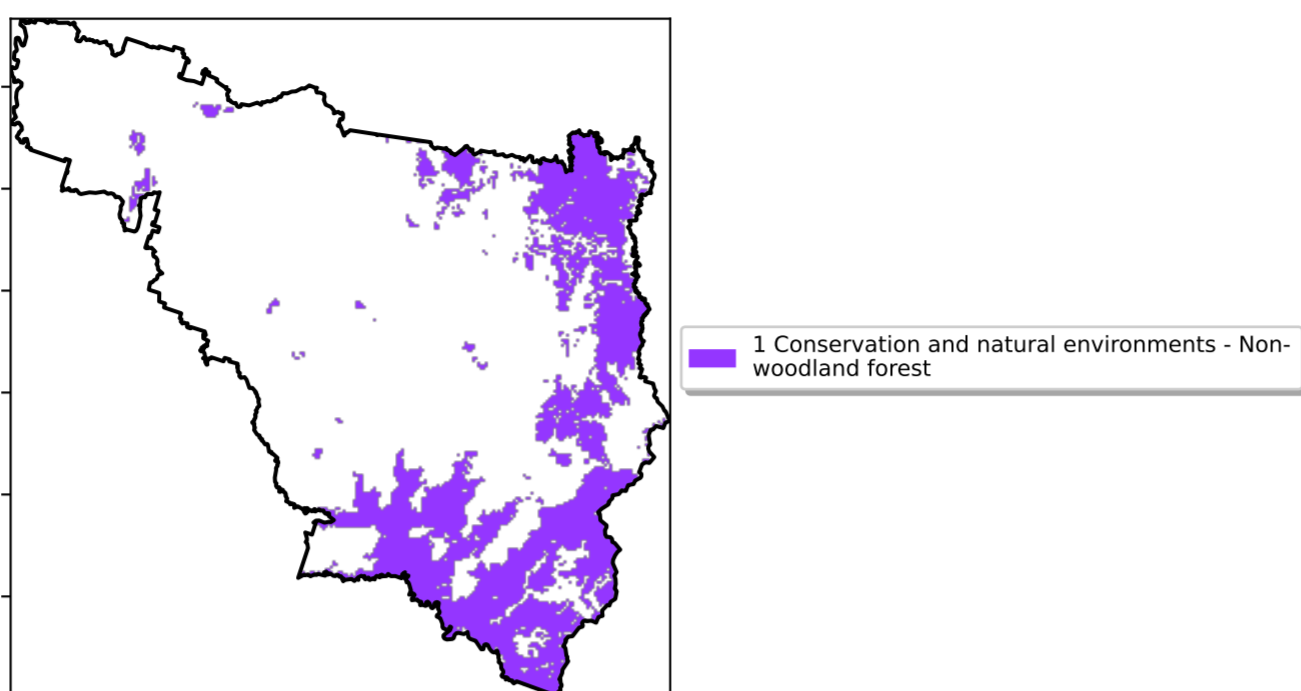 1 Conservation and natural environments - Non-
woodland forest